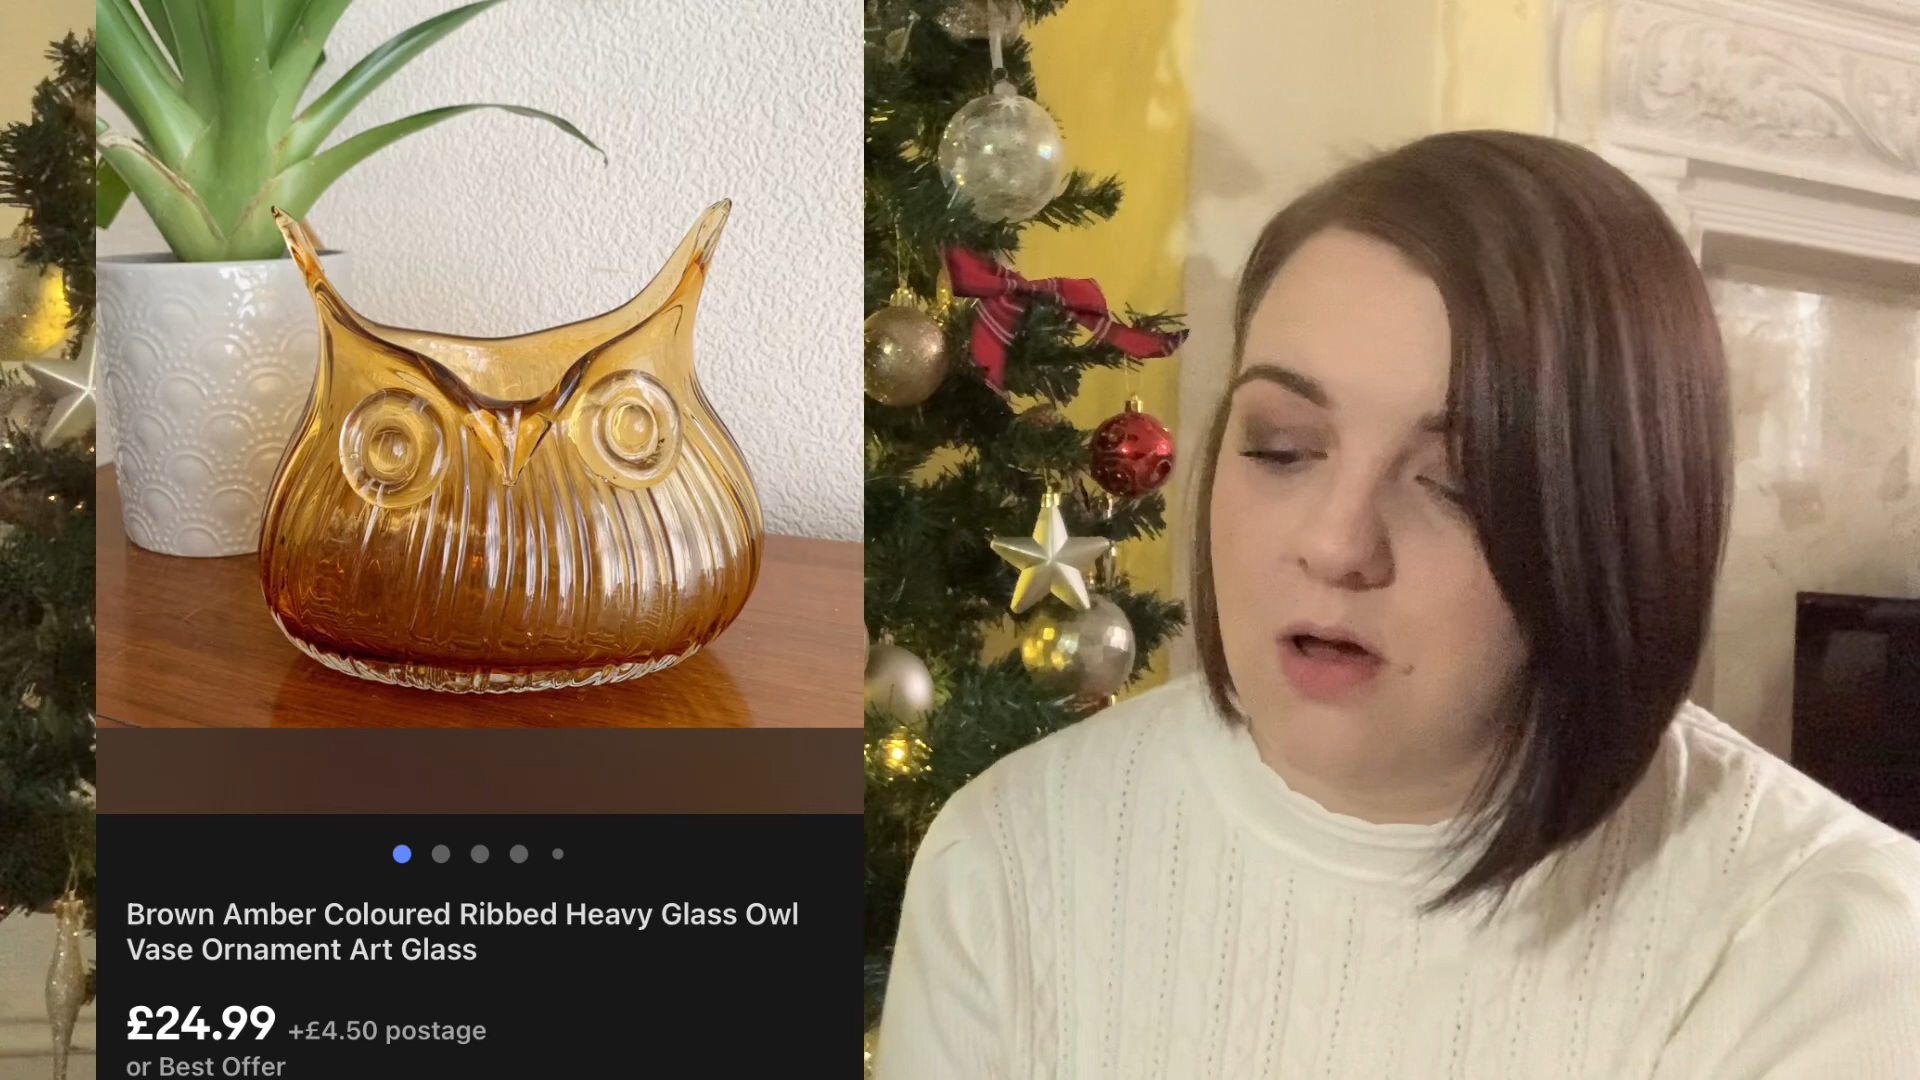 Brown Amber Coloured Ribbed Heavy Glass Owl
Vase Ornament Art Glass
£24.99 +£4.50 postage
or Best Offer